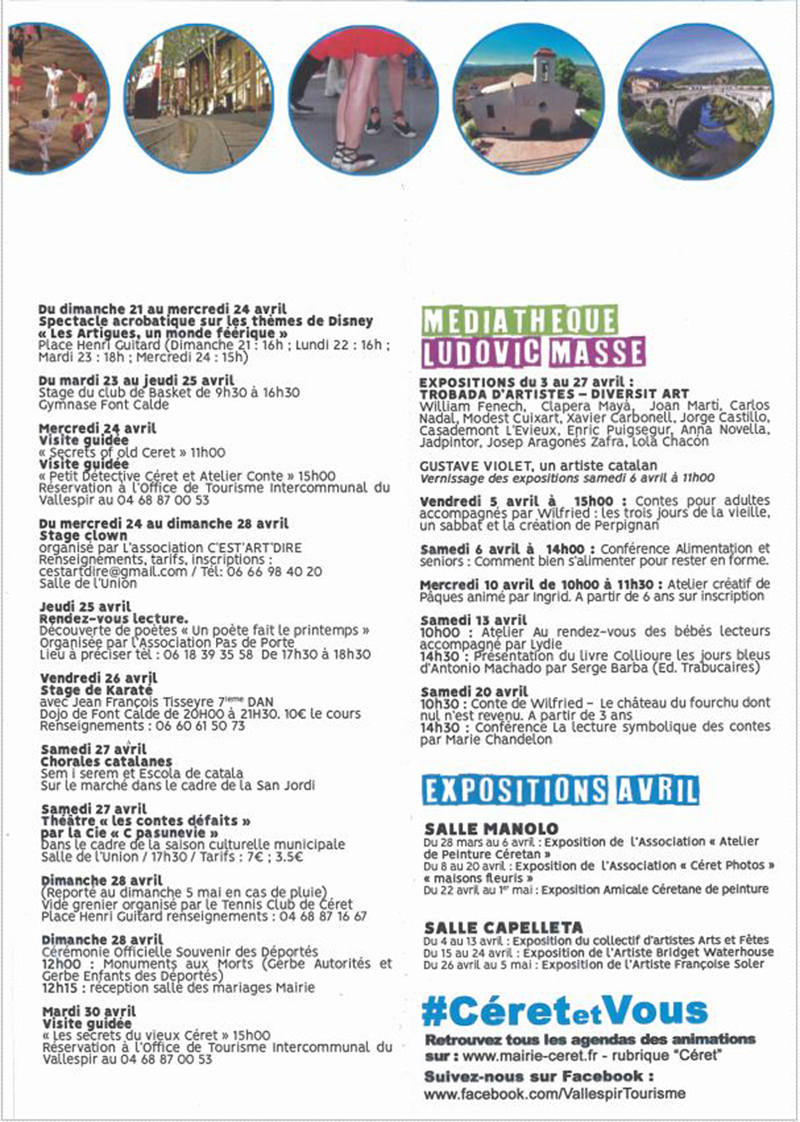 Du dimanche 21 au mercredi 24 avril
Spectacle acrobatique sur les thèmes de Disney
« Les Artigues, un monde féérique »
Place Henri Guitard (Dimanche 21 : 16h ; Lundi 22 : 16h ;
Mardi 23 : 18h ; Mercredi 24 : 15h)
Du mardi 23 au jeudi 25 avril
Stage du club de Basket de 9h30 à 16h30
Gymnase Font Calde
Mercredi 24 avril
Visite guidée
« Secrets of old Ceret » 11h00
Visite guidée
« Petit Détective Céret et Atelier Conte » 15h00
Réservation à l'Office de Tourisme Intercommunal du
Vallespir au 04 68 87 00 53
Du mercredi 24 au dimanche 28 avril
Stage clown
organisé par L'association C'EST'ART'DIRE
Renseignements, tarifs, inscriptions :
cestartdire@gmail.com / Tél: 06 66 98 40 20
Salle de l'Union
Jeudi 25 avril
Rendez-vous lecture.
Découverte de poètes « Un poète fait le printemps »
Organisée par l'Association Pas de Porte
Lieu à préciser tél : 06 18 39 35 58 De 17h30 à 18h30
Vendredi 26 avril
Stage de Karaté
avec Jean François Tisseyre 7ieme DAN
Dojo de Font Calde de 20H00 à 21H30. 10€ le cours
Renseignements : 06 60 61 50 73
Samedi 27 avril
Chorales catalanes
Sem i serem et Escola de catala
Sur le marché dans le cadre de la San Jordi
Samedi 27 avril
Théâtre « les contes défaits »
par la Cie « C pasunevie »
Dans le cadre de la saison culturelle municipale
Salle de l'Union / 17h30 / Tarifs : 7€ ; 3.5€
Dimanche 28 avril
(Reporté au dimanche 5 mai en cas de pluie)
Vide grenier organisé par le Tennis Club de Céret
Place Henri Guitard renseignements : 04 68 87 16 67
Dimanche 28 avril
Cérémonie Officielle Souvenir des Déportés
12H00 : Monuments aux Morts (Gerbe Autorités et
Gerbe Enfants des Déportés)
12h15 : réception salle des mariages Mairie
Mardi 30 avril
Visite guidée
« Les secrets du vieux Céret » 15h00
Réservation à l'Office de Tourisme Intercommunal du
Vallespir au 04 68 87 00 53
MEDIATHEQUE
LUDOVIC MASSE
EXPOSITIONS du 3 au 27 avril :
TROBADA D'ARTISTES – DIVERSIT ART
William Fenech, Clapera Mayà, Joan Marti, Carlos
Nadal, Modest Cuixart, Xavier Carbonell, Jorge Castillo,
Casademont L'Evieux, Enric Puigsegur, Anna Novella,
Jadpintor, Josep Aragonés Zafra, Lola Chacon
GUSTAVE VIOLET, un artiste catalan
Vernissage des expositions samedi 6 avril à 11h00
Vendredi 5 avril à 15h00 : Contes pour adultes
accompagnés par Wilfried : les trois jours de la vieille,
un sabbat et la création de Perpignan
Samedi 6 avril à 14h00 : Conférence Alimentation et
seniors : Comment bien s'alimenter pour rester en forme.
Mercredi 10 avril de 10h00 à 11h30 : Atelier créatif de
Pâques animé par Ingrid. A partir de 6 ans sur inscription
Samedi 13 avril
10h00 : Atelier Au rendez-vous des bébés lecteurs
accompagné par Lydie
14h30 : Présentation du livre Collioure les jours bleus
d'Antonio Machado par Serge Barba (Ed. Trabucaires)
Samedi 20 avril
10h30 : Conte de Wilfried – Le château du fourchu dont
nul n'est revenu. A partir de 3 ans
14h30 : Conférence La lecture symbolique des contes
par Marie Chandelon
EXPOSITIONS AVRIL
SALLE MANOLO
Du 28 mars au 6 avril : Exposition de l'Association « Atelier
de Peinture Céretan »
Du 8 au 20 avril : Exposition de l'Association « Céret Photos »
« maisons fleuris »
Du 22 avril au 1er mai : Exposition Amicale Céretane de peinture
SALLE CAPELLETA
Du 4 au 13 avril : Exposition du collectif d'artistes Arts et Fêtes
Du 15 au 24 avril : Exposition de l'Artiste Bridget Waterhouse
Du 26 avril au 5 mai : Exposition de l'Artiste Françoise Soler
#CéretetVous
Retrouvez tous les agendas des animations
sur : www.mairie-ceret.fr - rubrique "Céret"
Suivez-nous sur Facebook :
www.facebook.com/VallespirTourisme